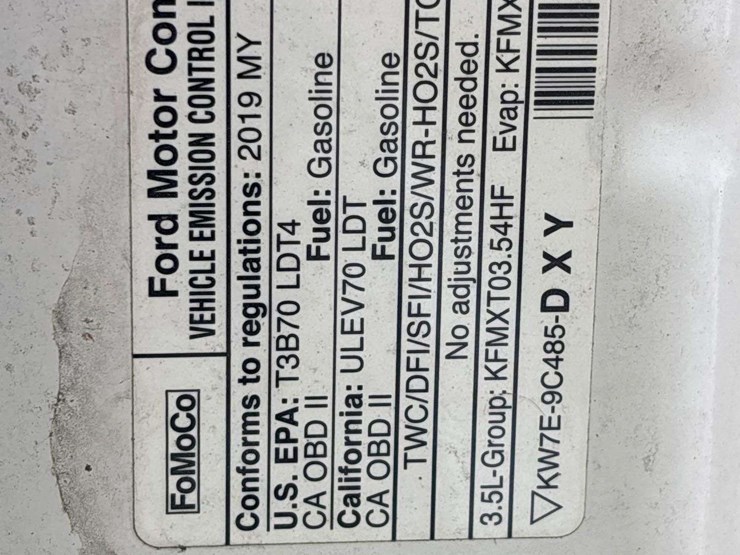 FoMoCo
Ford Motor
VEHICLE EMISSION CONTROL
Conforms to regulations: 2019 MY
U.S. EPA: T3B70 LDT4
CA OBD II Fuel: Gasoline
California: ULEV70 LDT
CA OBD II Fuel: Gasoline
TWC/DFI/SFI/HO2S/WR-HO2S/TC
No adjustments needed.
3.5L-Group: KFMXT03.54HF Evap: KFMX
▽KW7E-9C485-D X Y